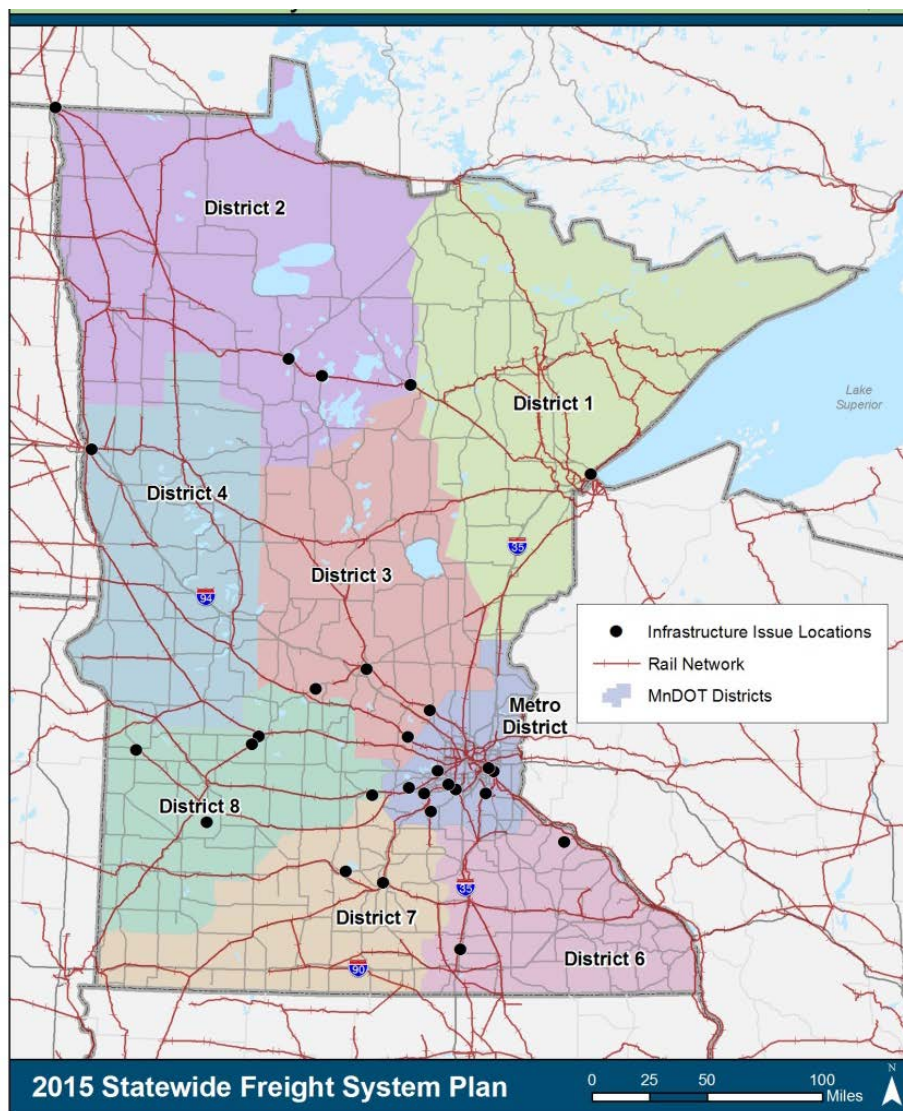 District 2
District 1
Lake
Superior
District 4
35
District 3
94
Infrastructure Issue Locations
Rail Network
MnDOT Districts
Metro
District
District 8
35
District 7
District 6
90
2015 Statewide Freight System Plan
N
0 25 50 100
Miles